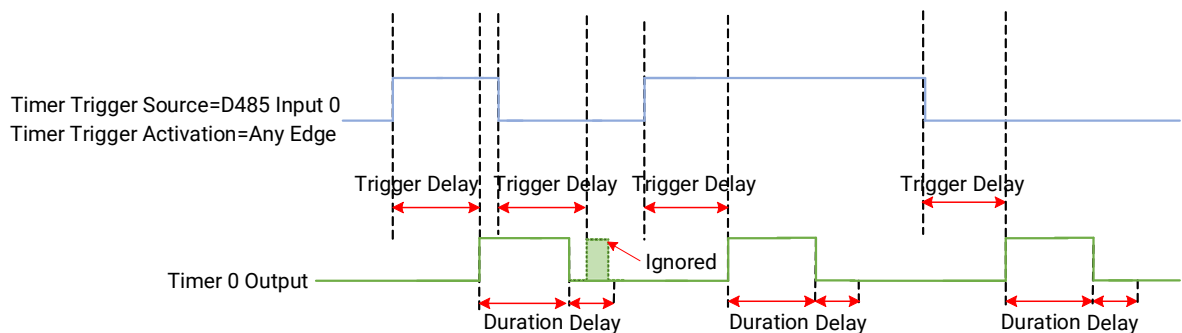 Timer Trigger Source=D485 Input 0
Timer Trigger Activation=Any Edge
Trigger Delay Trigger Delay Trigger Delay Trigger Delay
Ignored
Timer 0 Output
Duration Delay Duration Delay Duration Delay